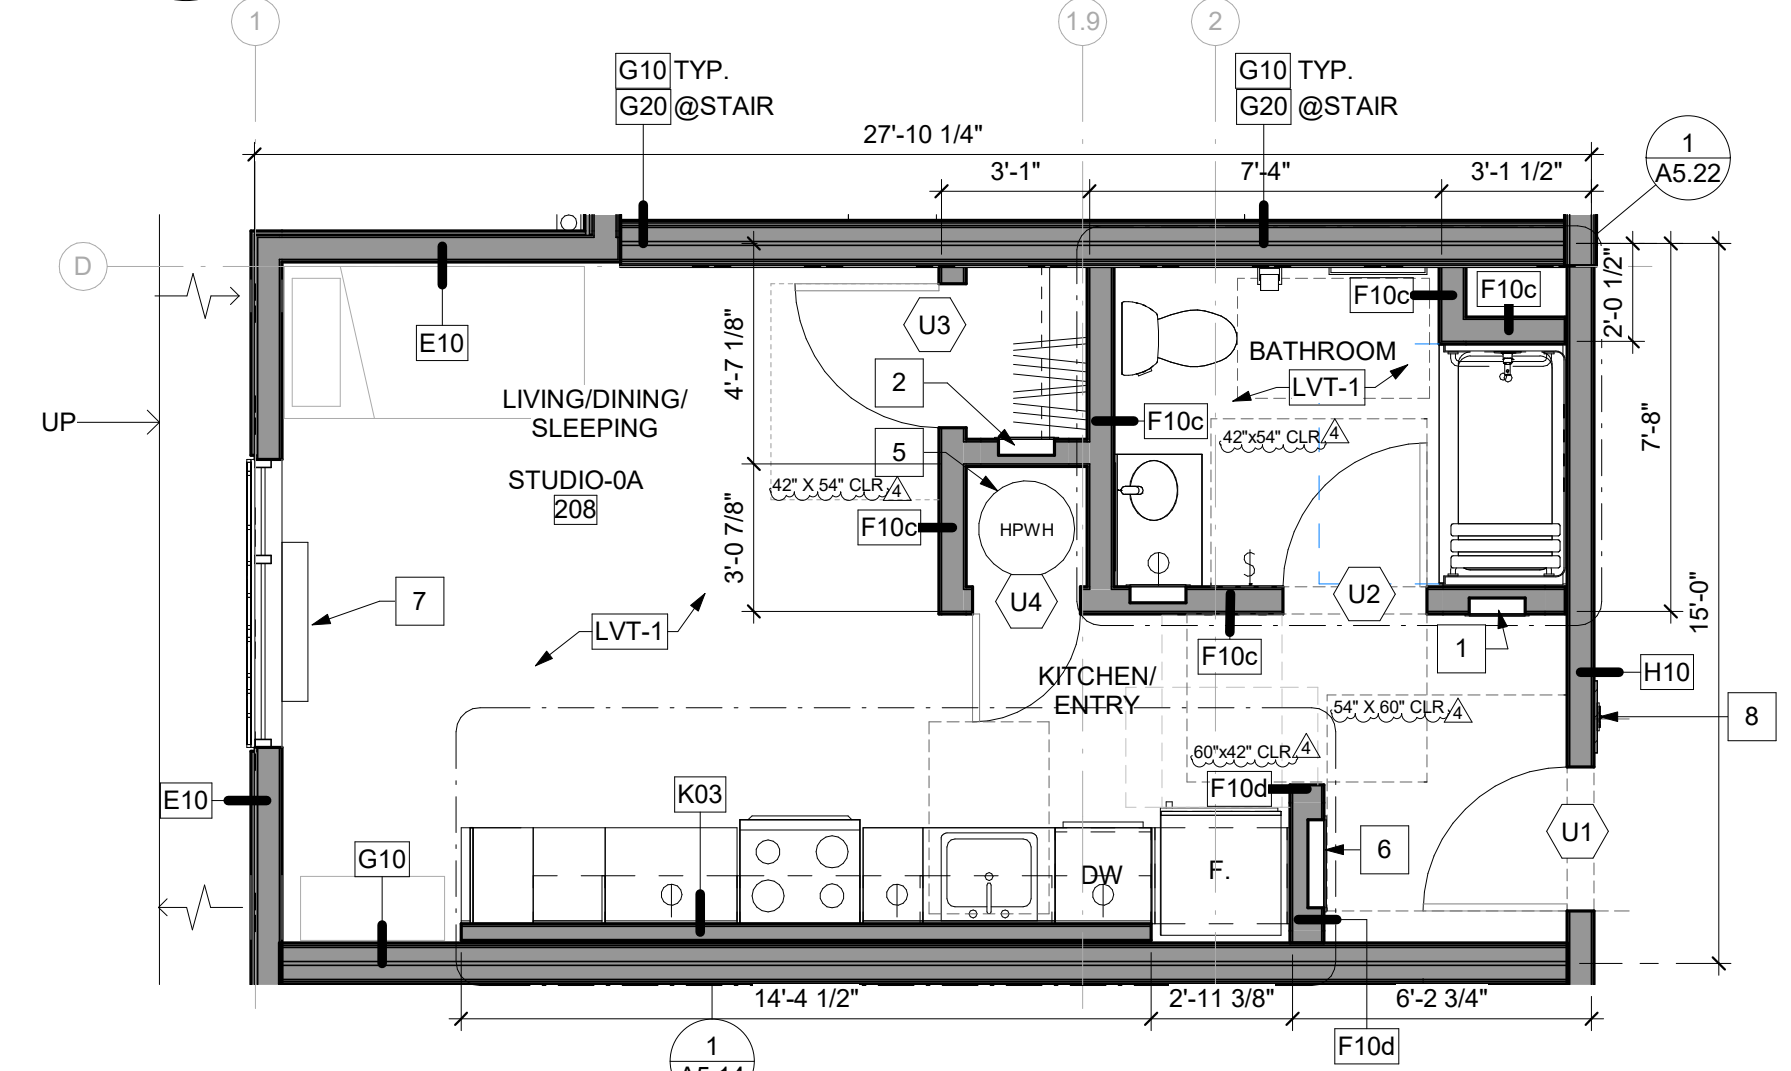 1
1.9
2
G10 TYP.
G20 @STAIR
G10 TYP.
G20 @STAIR
27'-10 1/4"
1
A5.22
3'-1"
7'-4"
3'-1 1/2"
D
E10
U3
F10c
F10c
2'-0 1/2"
4'-7 1/8"
BATHROOM
LVT-1
2
LIVING/DINING/
SLEEPING
UP
F10c
42"x54" CLR. 4
7'-8"
5
STUDIO-0A
208
42" X 54" CLR. 4
F10c
HPWH
3'-0 7/8"
$
7
U4
U2
15'-0"
LVT-1
F10c
1
KITCHEN/
ENTRY
H10
54" X 60" CLR. 4
8
60"x42" CLR. 4
E10
K03
F10d
U1
G10
6
DW
F.
14'-4 1/2"
2'-11 3/8"
6'-2 3/4"
1
A5.14
F10d